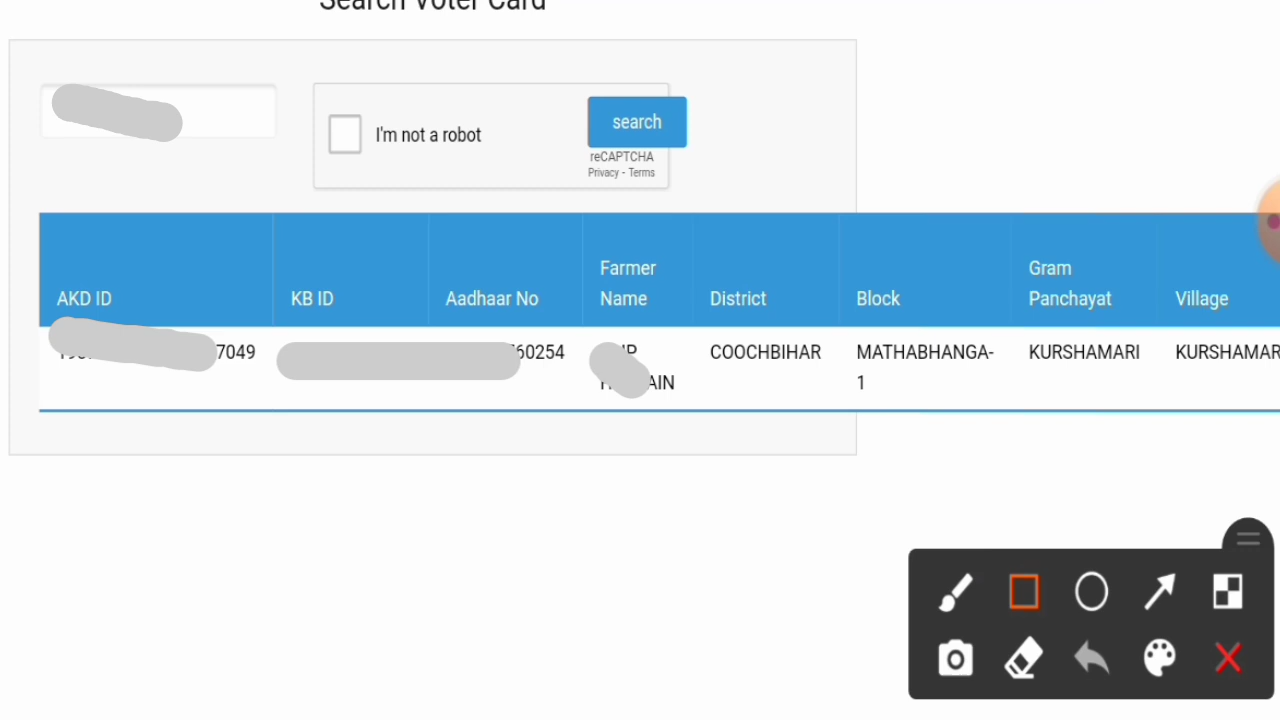 Search Voter Card
I'm not a robot
search
reCAPTCHA
Privacy - Terms
AKD ID KB ID Aadhaar No Farmer Name District Block Gram Panchayat Village
7049 60254 COOCHBIHAR MATHABHANGA- KURSHAMARI KURSHAMAR
AIN 1